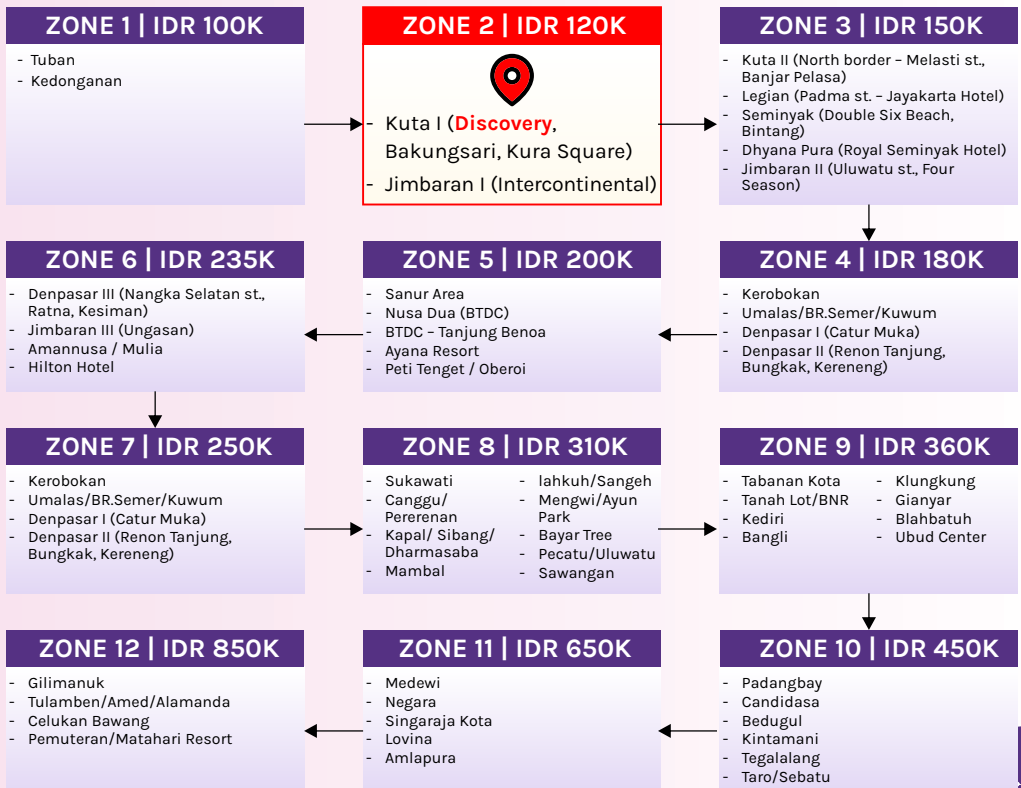 ZONE 1 | IDR 100K
- Tuban
- Kedonganan
ZONE 2 | IDR 120K
- Kuta I (Discovery,
Bakungsari, Kura Square)
- Jimbaran I (Intercontinental)
ZONE 3 | IDR 150K
- Kuta II (North border – Melasti st.,
Banjar Pelasa)
- Legian (Padma st. – Jayakarta Hotel)
- Seminyak (Double Six Beach,
Bintang)
- Dhyana Pura (Royal Seminyak Hotel)
- Jimbaran II (Uluwatu st., Four
Season)
ZONE 4 | IDR 180K
- Kerobokan
- Umalas/BR.Semer/Kuwum
- Denpasar I (Catur Muka)
- Denpasar II (Renon Tanjung,
Bungkak, Kereneng)
ZONE 5 | IDR 200K
- Sanur Area
- Nusa Dua (BTDC)
- BTDC – Tanjung Benoa
- Ayana Resort
- Peti Tenget / Oberoi
ZONE 6 | IDR 235K
- Denpasar III (Nangka Selatan st.,
Ratna, Kesiman)
- Jimbaran III (Ungasan)
- Amannusa / Mulia
- Hilton Hotel
ZONE 7 | IDR 250K
- Kerobokan
- Umalas/BR.Semer/Kuwum
- Denpasar I (Catur Muka)
- Denpasar II (Renon Tanjung,
Bungkak, Kereneng)
ZONE 8 | IDR 310K
- Sukawati
- Canggu/
Pererenan
- Kapal/ Sibang/
Dharmasaba
- Mambal
- lahkuh/Sangeh
- Mengwi/Ayun
Park
- Bayar Tree
- Pecatu/Uluwatu
- Sawangan
ZONE 9 | IDR 360K
- Tabanan Kota
- Tanah Lot/BNR
- Kediri
- Bangli
- Klungkung
- Gianyar
- Blahbatuh
- Ubud Center
ZONE 10 | IDR 450K
- Padangbay
- Candidasa
- Bedugul
- Kintamani
- Tegalalang
- Taro/Sebatu
ZONE 11 | IDR 650K
- Medewi
- Negara
- Singaraja Kota
- Lovina
- Amlapura
ZONE 12 | IDR 850K
- Gilimanuk
- Tulamben/Amed/Alamanda
- Celukan Bawang
- Pemuteran/Matahari Resort